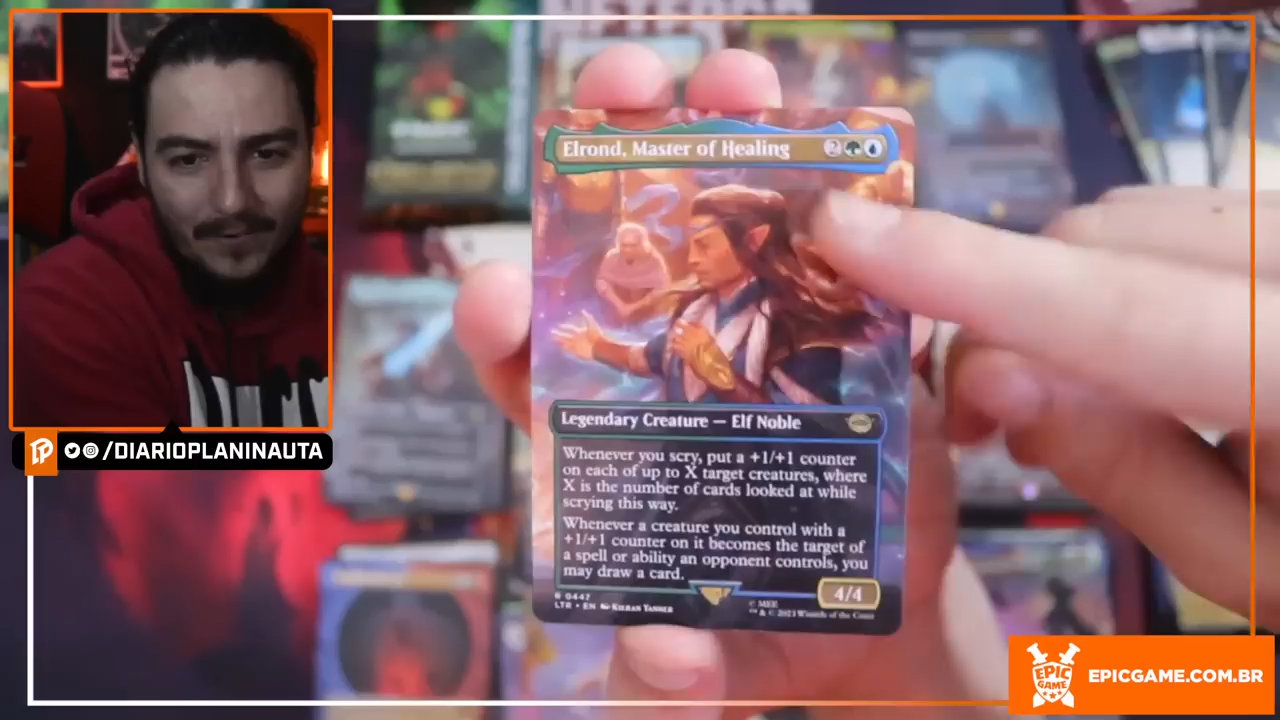 Elrond, Master of Healing 2
Legendary Creature — Elf Noble
Whenever you scry, put a +1/+1 counter
on each of up to X target creatures, where
X is the number of cards looked at while
scrying this way.
Whenever a creature you control with a
+1/+1 counter on it becomes the target of
a spell or ability an opponent controls, you
may draw a card.
4/4
R 0447
LTR • EN Kieran Yanner
© MEE
™ & © 2023 Wizards of the Coast
/DIARIOPLANINAUTA
EPIC
GAME
EPICGAME.COM.BR